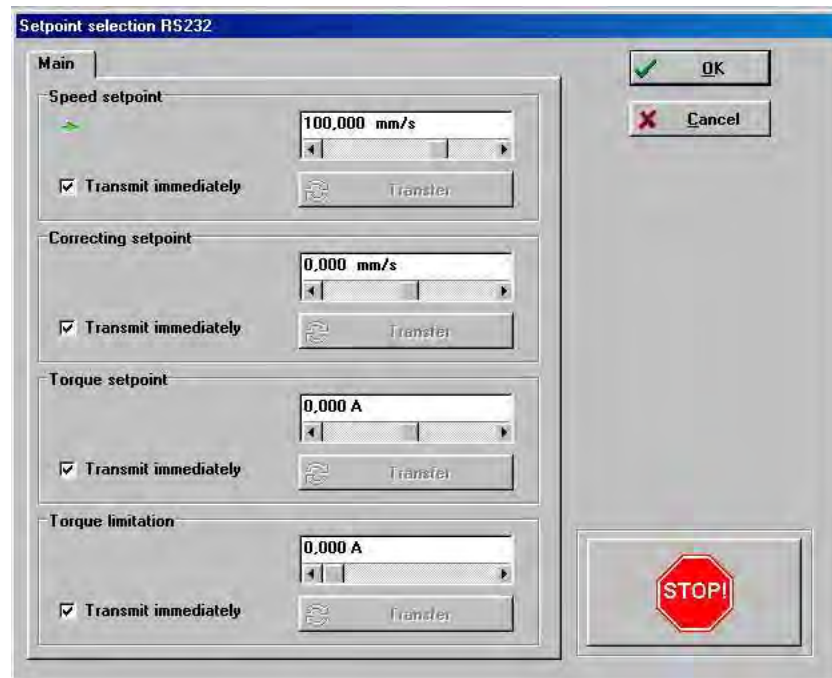 Setpoint selection RS232
Main
OK
Cancel
Speed setpoint
100,000 mm/s
Transmit immediately
Transfer
Correcting setpoint
0,000 mm/s
Transmit immediately
Transfer
Torque setpoint
0,000 A
Transmit immediately
Transfer
Torque limitation
0,000 A
Transmit immediately
Transfer
STOP!